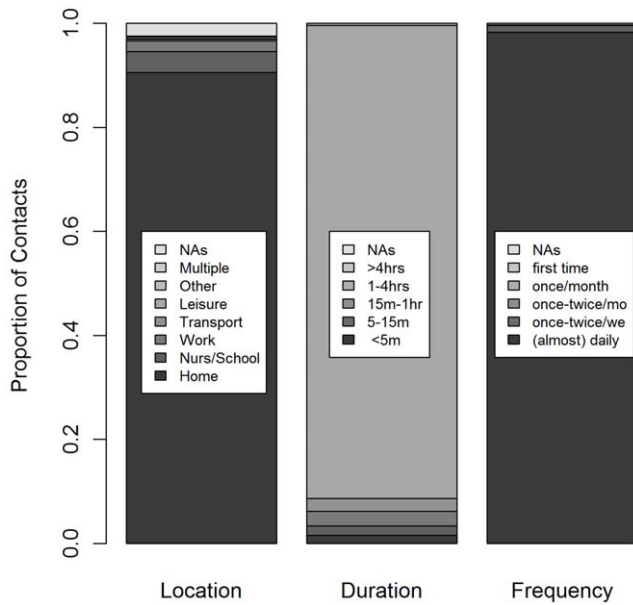 Proportion of Contacts
1.0
0.8
0.6
0.4
0.2
0.0
NAs
Multiple
Other
Leisure
Transport
Work
Nurs/School
Home
NAs
>4hrs
1-4hrs
15m-1hr
5-15m
<5m
NAs
first time
once/month
once-twice/mo
once-twice/we
(almost) daily
Location
Duration
Frequency